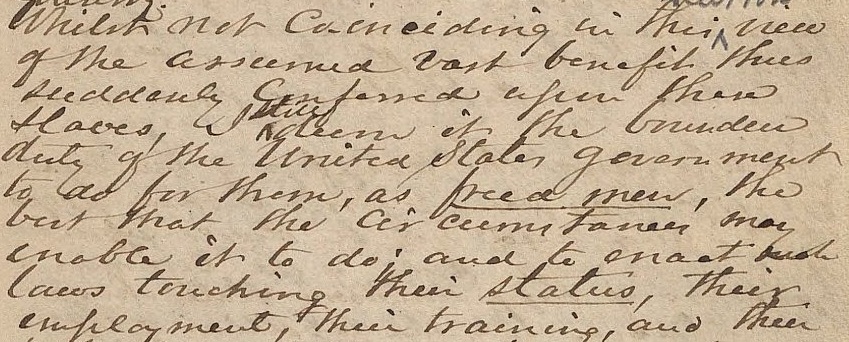 Whilst not coinciding in this ‸ view
of the assumed vast benefit thus
suddenly conferred upon these
slaves, I still deem it the bounden
duty of the United States government
to do for them, as freed men, the
best that the circumstances may
enable it to do; and to enact such
laws touching their status, their
employment, their training, and their